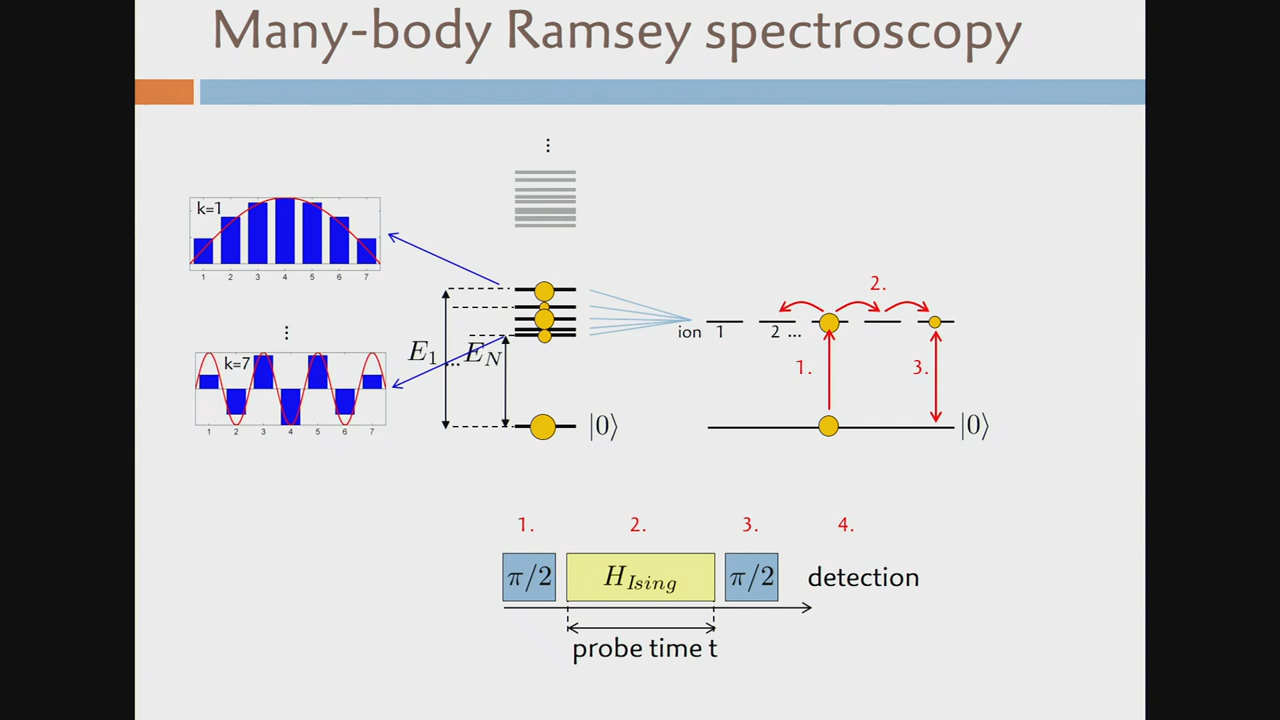 Many-body Ramsey spectroscopy
⋮
k=1
1 2 3 4 5 6 7
2.
ion 1 2 ...
⋮
E₁ ... E_N
k=7
1. 3.
|0⟩ |0⟩
1 2 3 4 5 6 7
1. 2. 3. 4.
π/2 H_Ising π/2 detection
probe time t